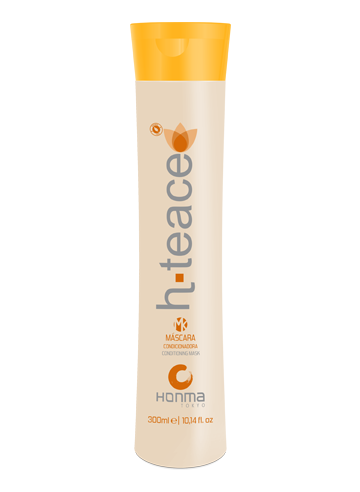 h·teace
MK
MÁSCARA
CONDICIONADORA
CONDITIONING MASK
HONMA
TOKYO
300ml e | 10,14 fl. oz